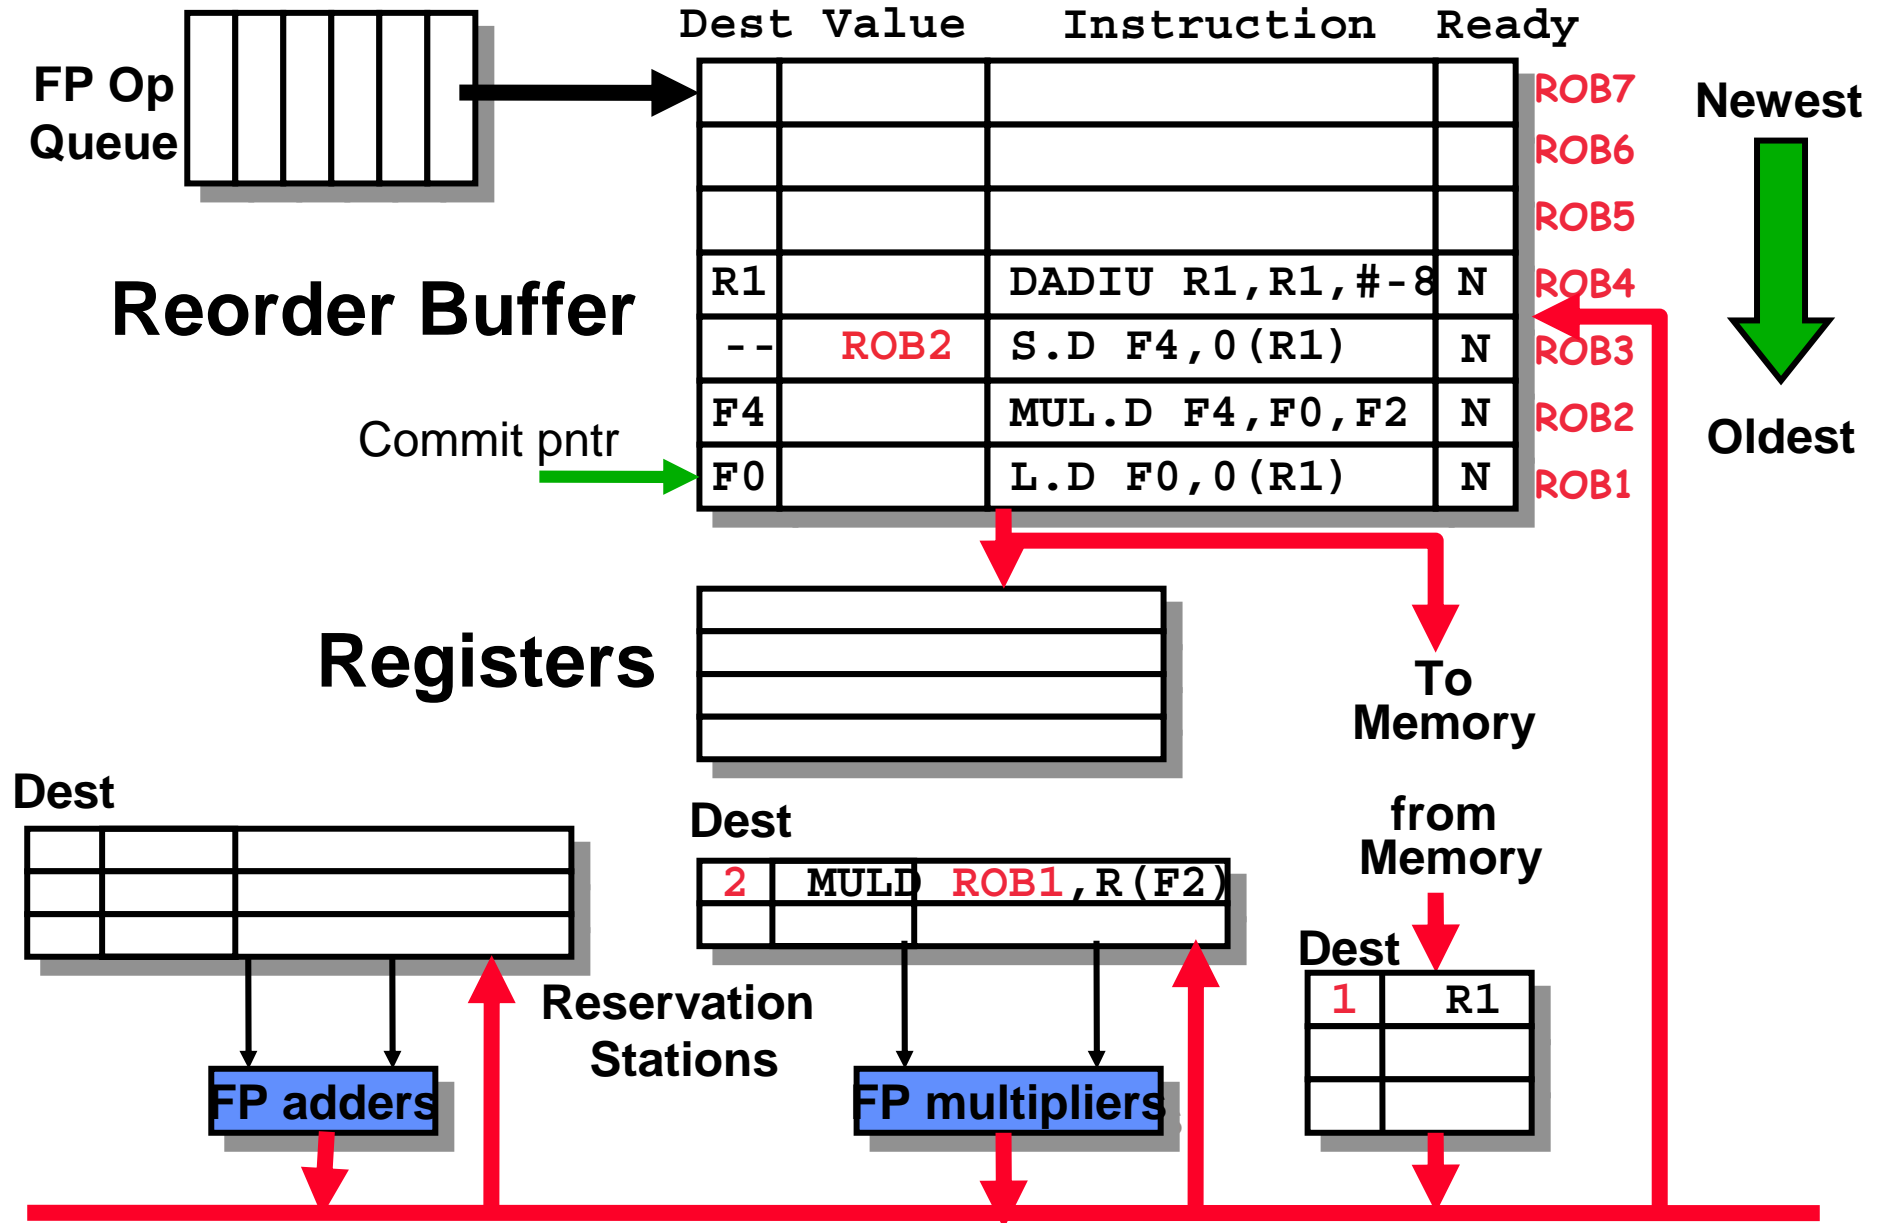 Dest Value Instruction Ready
FP Op
Queue
ROB7
ROB6
ROB5
R1 DADIU R1,R1,#-8 N ROB4
-- ROB2 S.D F4,0(R1) N ROB3
F4 MUL.D F4,F0,F2 N ROB2
F0 L.D F0,0(R1) N ROB1
Newest
Oldest
Reorder Buffer
Commit pntr
Registers
To
Memory
from
Memory
Dest
Dest
2 MULD ROB1,R(F2)
Dest
1 R1
Reservation
Stations
FP adders
FP multipliers